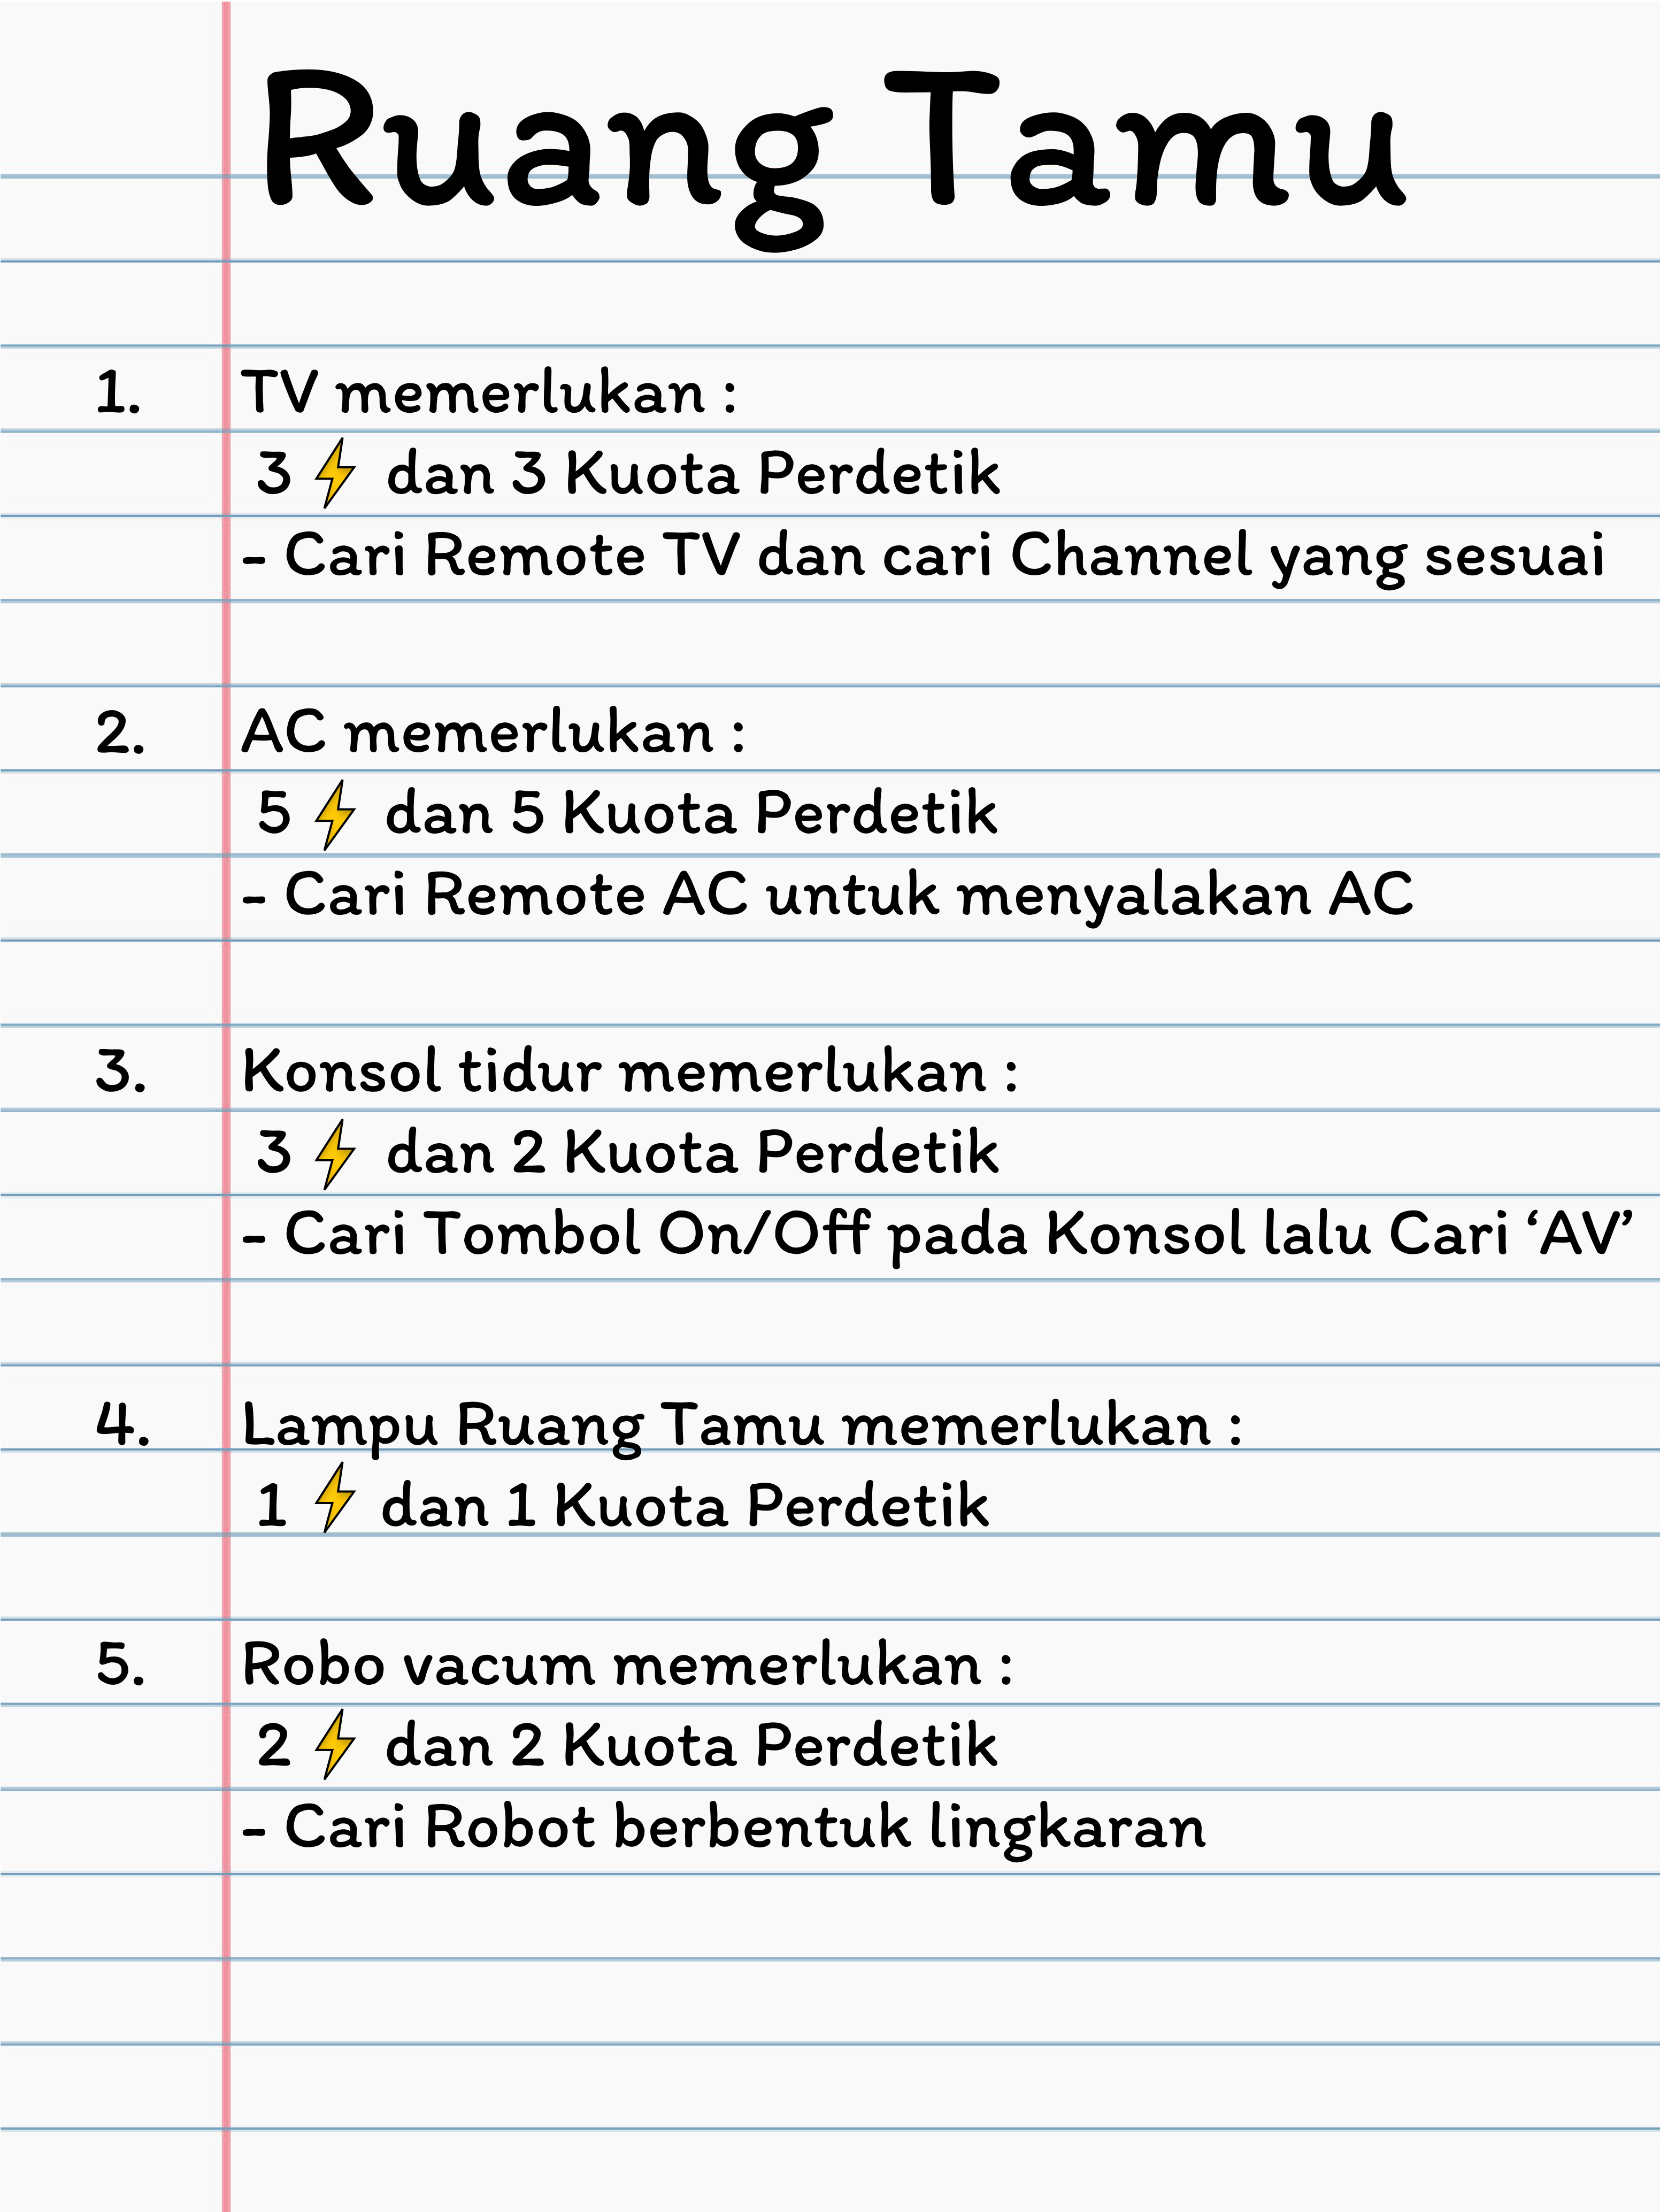 Ruang Tamu
1. TV memerlukan :
3 ⚡ dan 3 Kuota Perdetik
- Cari Remote TV dan cari Channel yang sesuai
2. AC memerlukan :
5 ⚡ dan 5 Kuota Perdetik
- Cari Remote AC untuk menyalakan AC
3. Konsol tidur memerlukan :
3 ⚡ dan 2 Kuota Perdetik
- Cari Tombol On/Off pada Konsol lalu Cari ‘AV’
4. Lampu Ruang Tamu memerlukan :
1 ⚡ dan 1 Kuota Perdetik
5. Robo vacum memerlukan :
2 ⚡ dan 2 Kuota Perdetik
- Cari Robot berbentuk lingkaran